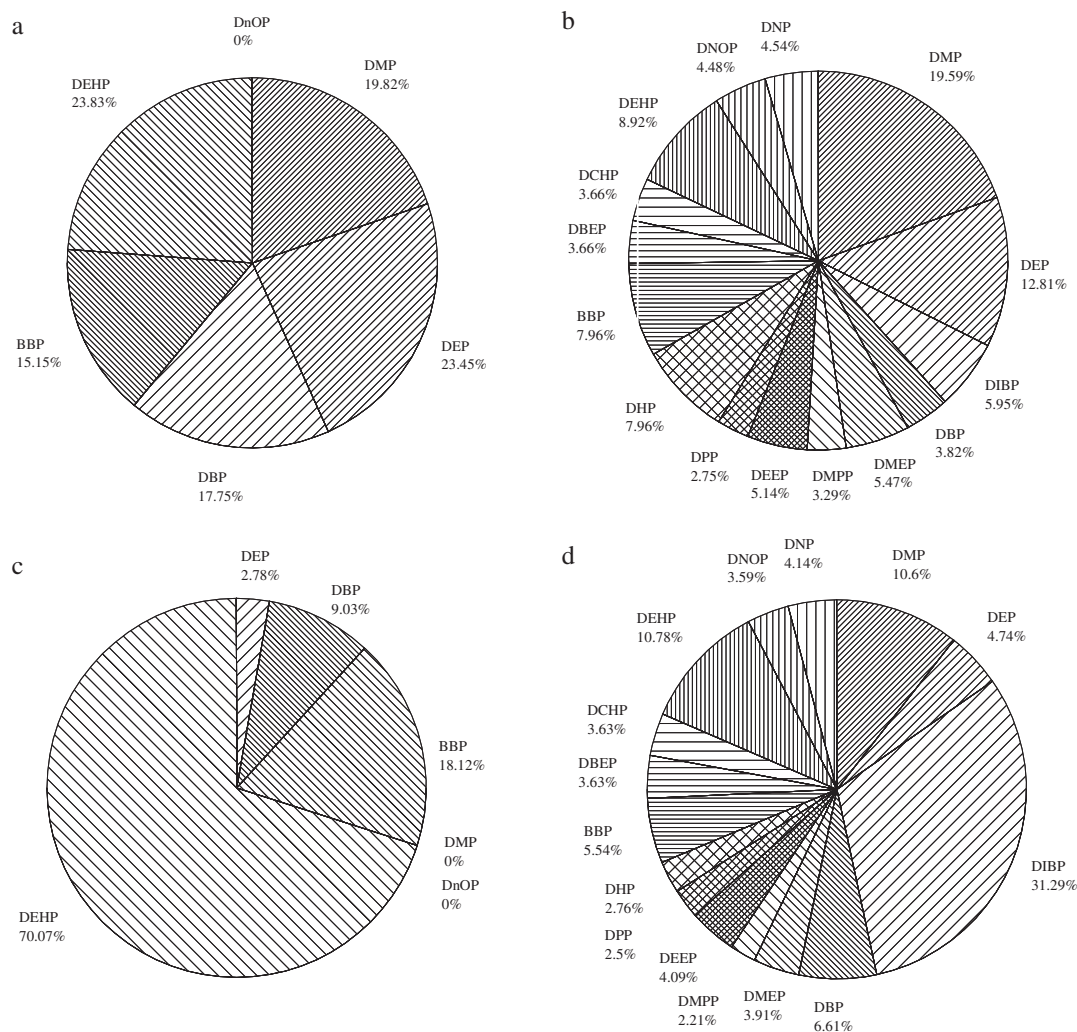 a
DnOP
0%
DMP
19.82%
DEP
23.45%
DBP
17.75%
BBP
15.15%
DEHP
23.83%
b
DNP
4.54%
DMP
19.59%
DEP
12.81%
DIBP
5.95%
DBP
3.82%
DMEP
5.47%
DMPP
3.29%
DEEP
5.14%
DPP
2.75%
DHP
7.96%
BBP
7.96%
DBEP
3.66%
DCHP
3.66%
DEHP
8.92%
DNOP
4.48%
c
DEP
2.78%
DBP
9.03%
BBP
18.12%
DMP
0%
DnOP
0%
DEHP
70.07%
d
DNP
4.14%
DMP
10.6%
DEP
4.74%
DIBP
31.29%
DBP
6.61%
DMEP
3.91%
DMPP
2.21%
DEEP
4.09%
DPP
2.5%
DHP
2.76%
BBP
5.54%
DBEP
3.63%
DCHP
3.63%
DEHP
10.78%
DNOP
3.59%